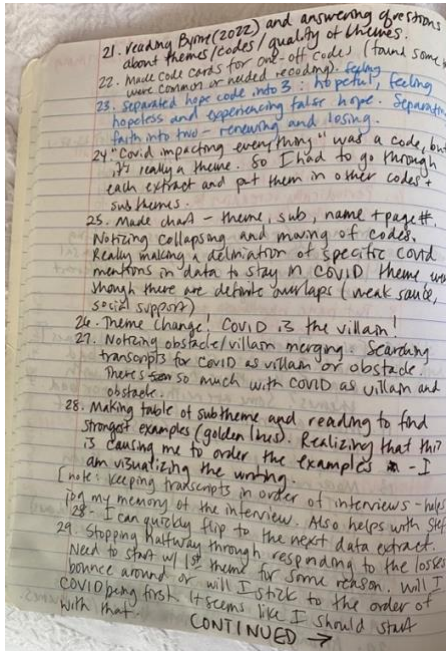 21. reading Byrne (2022) and answering questions
about themes/codes/quality of themes.
22. Made code cards for one-off codes (found some
were common or needed recoding). feeling
23. Separated hope code into 3: hopeful, feeling
hopeless and experiencing false hope. Separating
faith into two - renewing and losing.
24 "Covid impacting everything" was a code, but
it's really a theme. So I had to go through
each extract and put them in other codes +
subthemes.
25. Made chart - theme, sub, name + page #.
Noticing collapsing and moving of codes.
Really making a delineation of specific covid
mentions in data to stay in COVID theme even
though there are definite overlaps (weak sauce,
social support)
26. Theme Change! COVID is the villain!
27. Noticing obstacle/villain merging. Searching
transcripts for COVID as villain or obstacle.
There's so much with COVID as villain and
obstacle.
28. Making table of subtheme and reading to find
strongest examples (golden lines). Realizing that this
is causing me to order the examples - I
am visualizing the writing.
[note: keeping transcripts in order of interviews - helps
jog my memory of the interview. Also helps with step
28 - I can quickly flip to the next data extract.
29 Stopping halfway through responding to the losses
Need to start w/ 1st theme for some reason. Will I
bounce around or will I stick to the order of
COVID being first. It seems like I should start
with that.
CONTINUED →